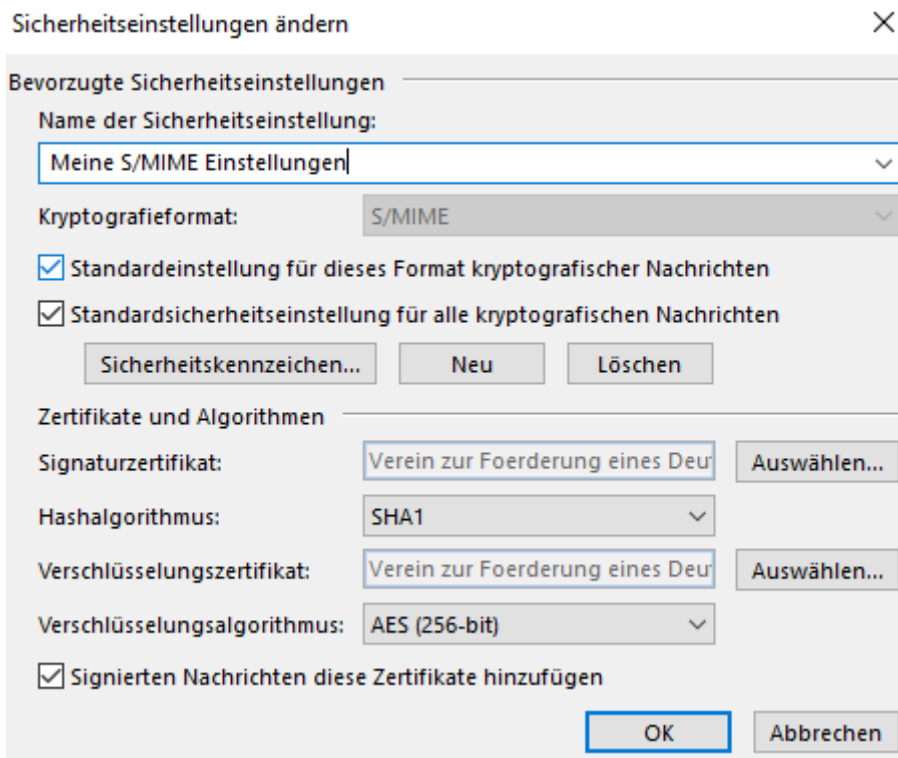 Sicherheitseinstellungen ändern
Bevorzugte Sicherheitseinstellungen
Name der Sicherheitseinstellung:
Meine S/MIME Einstellungen
Kryptografieformat: S/MIME
Standardeinstellung für dieses Format kryptografischer Nachrichten
Standardsicherheitseinstellung für alle kryptografischen Nachrichten
Sicherheitskennzeichen... Neu Löschen
Zertifikate und Algorithmen
Signaturzertifikat: Verein zur Foerderung eines Deu Auswählen...
Hashalgorithmus: SHA1
Verschlüsselungszertifikat: Verein zur Foerderung eines Deu Auswählen...
Verschlüsselungsalgorithmus: AES (256-bit)
Signierten Nachrichten diese Zertifikate hinzufügen
OK Abbrechen